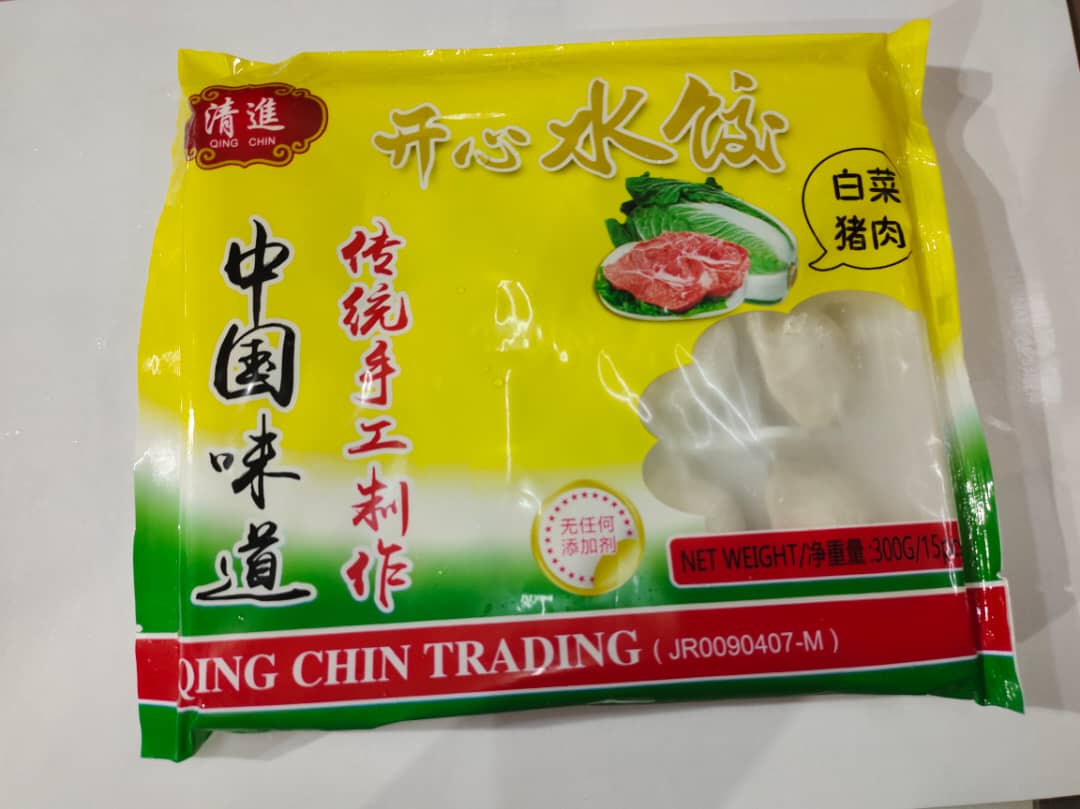 清進
QING CHIN
开心水饺
白菜
猪肉
中国味道
传统手工制作
无任何
添加剂
NET WEIGHT/净重量:300G/15
QING CHIN TRADING (JR0090407-M)